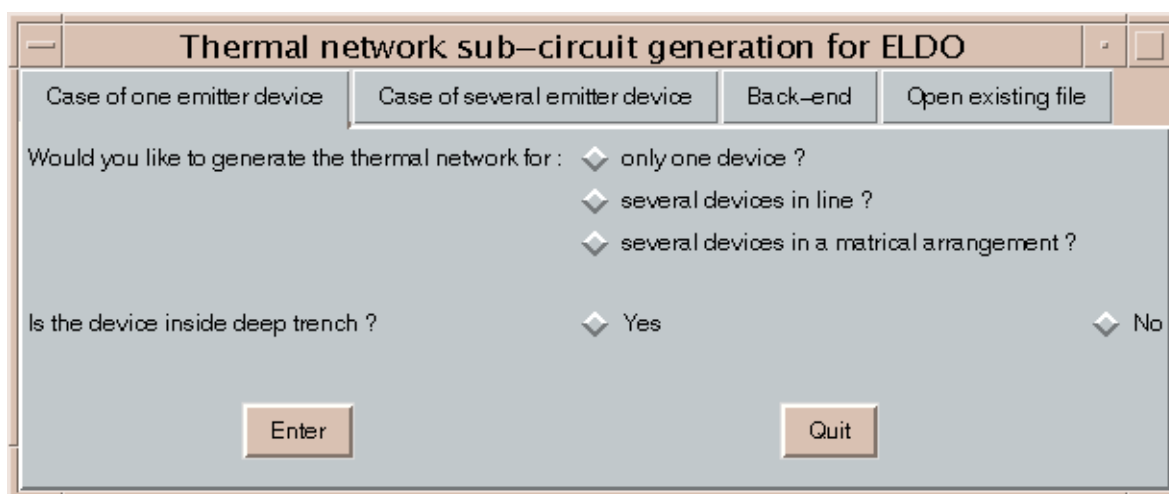 Thermal network sub-circuit generation for ELDO
Case of one emitter device Case of several emitter device Back-end Open existing file
Would you like to generate the thermal network for : only one device ?
several devices in line ?
several devices in a matrical arrangement ?
Is the device inside deep trench ? Yes No
Enter Quit